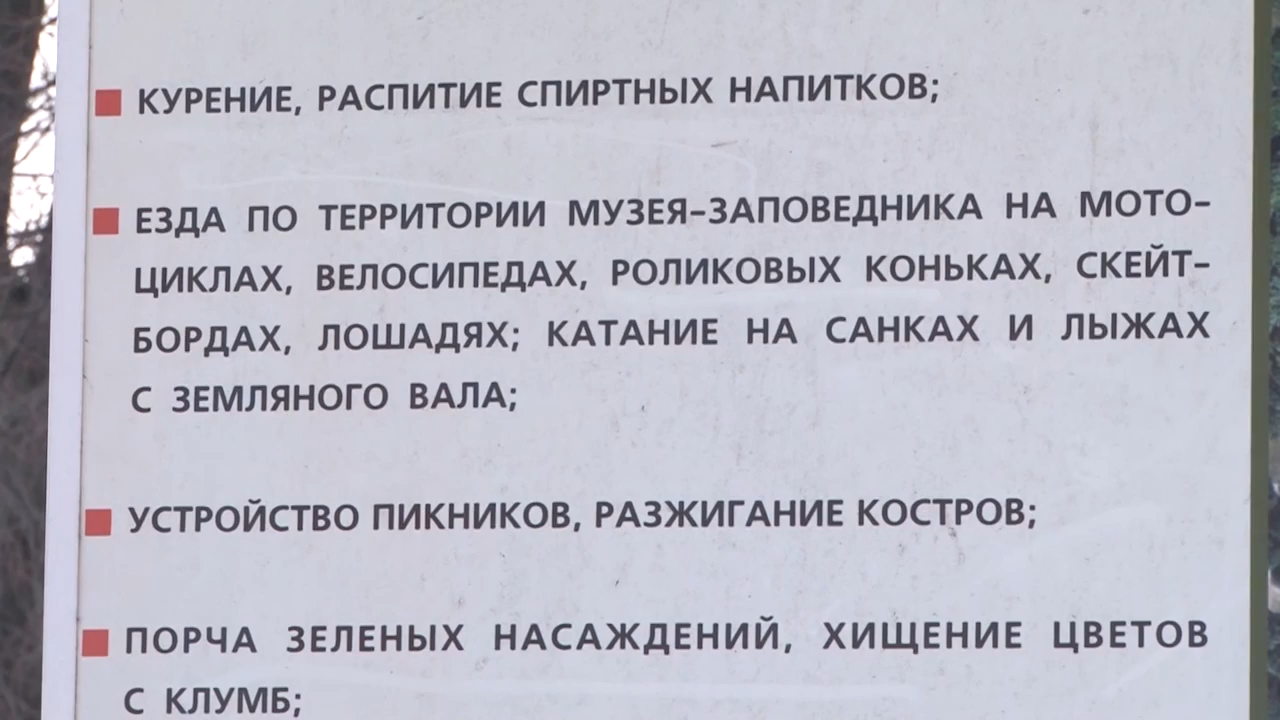 КУРЕНИЕ, РАСПИТИЕ СПИРТНЫХ НАПИТКОВ;
ЕЗДА ПО ТЕРРИТОРИИ МУЗЕЯ-ЗАПОВЕДНИКА НА МОТО-
ЦИКЛАХ, ВЕЛОСИПЕДАХ, РОЛИКОВЫХ КОНЬКАХ, СКЕЙТ-
БОРДАХ, ЛОШАДЯХ; КАТАНИЕ НА САНКАХ И ЛЫЖАХ
С ЗЕМЛЯНОГО ВАЛА;
УСТРОЙСТВО ПИКНИКОВ, РАЗЖИГАНИЕ КОСТРОВ;
ПОРЧА ЗЕЛЕНЫХ НАСАЖДЕНИЙ, ХИЩЕНИЕ ЦВЕТОВ
С КЛУМБ;